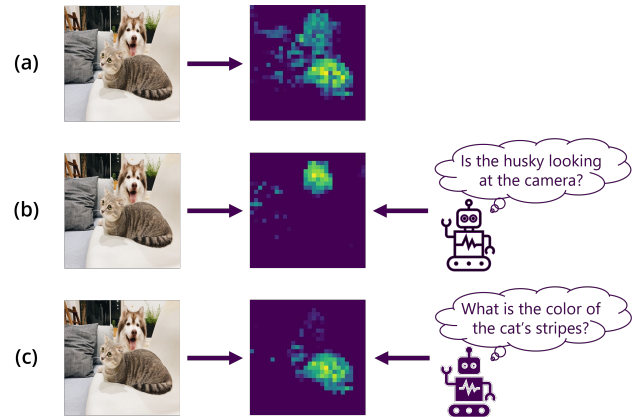 (a)
(b)
Is the husky looking
at the camera?
(c)
What is the color of
the cat's stripes?